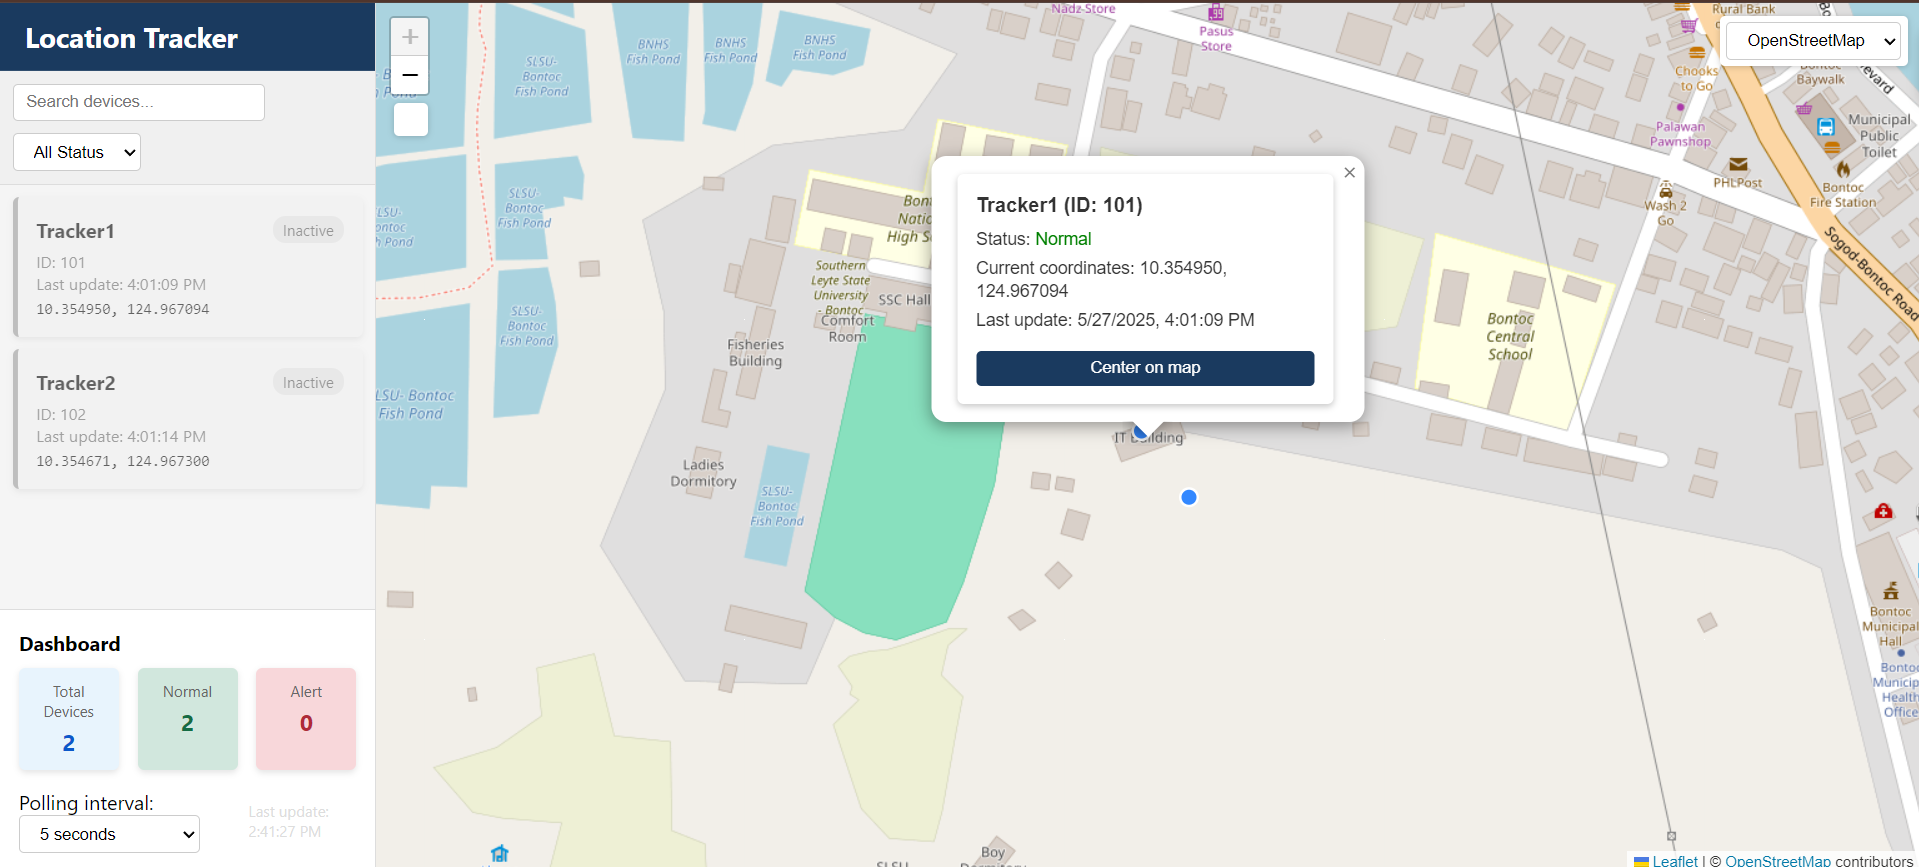 Location Tracker
Search devices...
All Status
Tracker1
Inactive
ID: 101
Last update: 4:01:09 PM
10.354950, 124.967094
Tracker2
Inactive
ID: 102
Last update: 4:01:14 PM
10.354671, 124.967300
Dashboard
Total
Devices
2
Normal
2
Alert
0
Polling interval:
5 seconds
Last update:
2:41:27 PM
+
−
OpenStreetMap
Tracker1 (ID: 101)
×
Status: Normal
Current coordinates: 10.354950,
124.967094
Last update: 5/27/2025, 4:01:09 PM
Center on map
SLSU-
Bontoc
Fish Pond
BNHS
Fish Pond
BNHS
Fish Pond
BNHS
Fish Pond
SLSU-
Bontoc
Fish Pond
SLSU-
Bontoc
Fish Pond
SLSU- Bontoc
Fish Pond
Nadz-Store
Pasus
Store
Rural Bank
Chooks
to Go
Bontoc
Baywalk
Palawan
Pawnshop
Municipal
Public
Toilet
PHLPost
Wash 2
Go
Bontoc
Fire Station
Sogod-Bontoc Road
High
Southern
Leyte State
University
- Bontoc
SSC Hall
Comfort
Room
Fisheries
Building
Ladies
Dormitory
SLSU-
Bontoc
Fish Pond
IT Building
Bontoc
Central
School
Bontoc
Municipal
Hall
Bontoc
Municip
Health
Office
Boy
Leaflet | © OpenStreetMap contributors